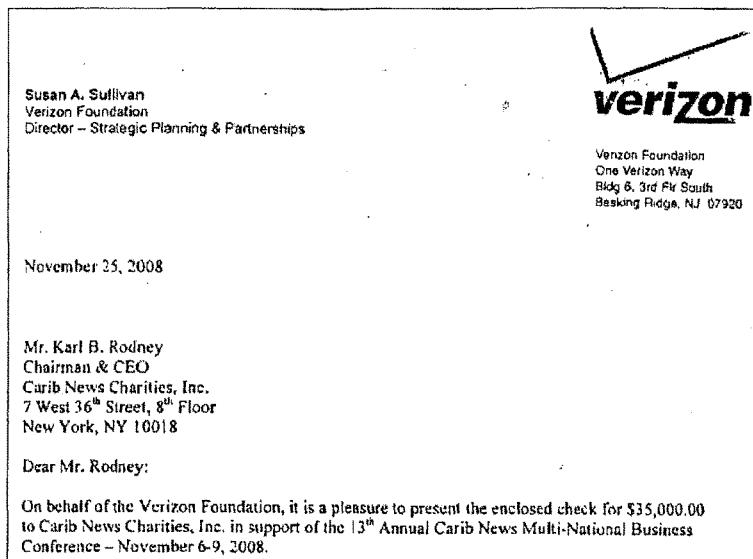 Susan A. Sullivan
Verizon Foundation
Director – Strategic Planning & Partnerships
verizon
Verizon Foundation
One Verizon Way
Bldg 6, 3rd Flr South
Basking Ridge, NJ 07920
November 25, 2008
Mr. Karl B. Rodney
Chairman & CEO
Carib News Charities, Inc.
7 West 36th Street, 8th Floor
New York, NY 10018
Dear Mr. Rodney:
On behalf of the Verizon Foundation, it is a pleasure to present the enclosed check for $35,000.00
to Carib News Charities, Inc. in support of the 13th Annual Carib News Multi-National Business
Conference – November 6-9, 2008.